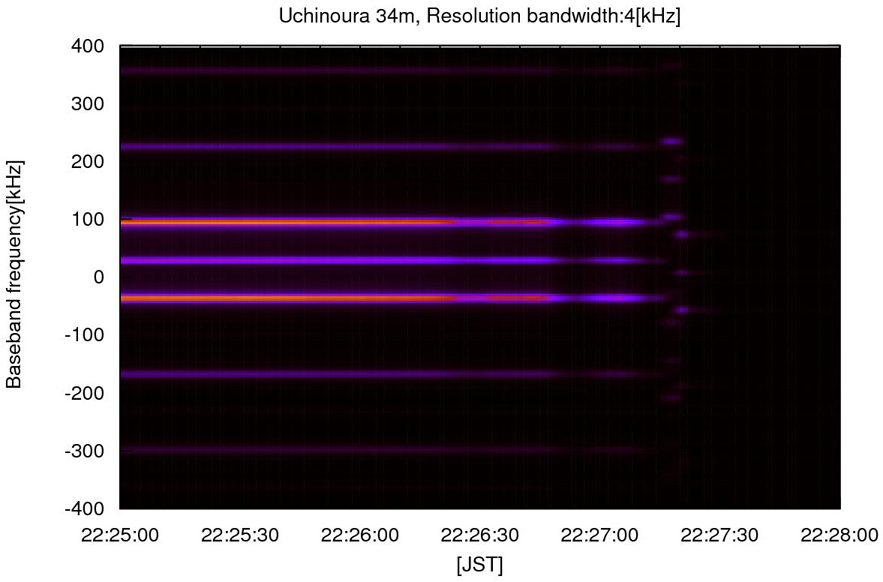 Uchinoura 34m, Resolution bandwidth:4[kHz]
Baseband frequency[kHz]
400
300
200
100
0
-100
-200
-300
-400
22:25:00 22:25:30 22:26:00 22:26:30 22:27:00 22:27:30 22:28:00
[JST]